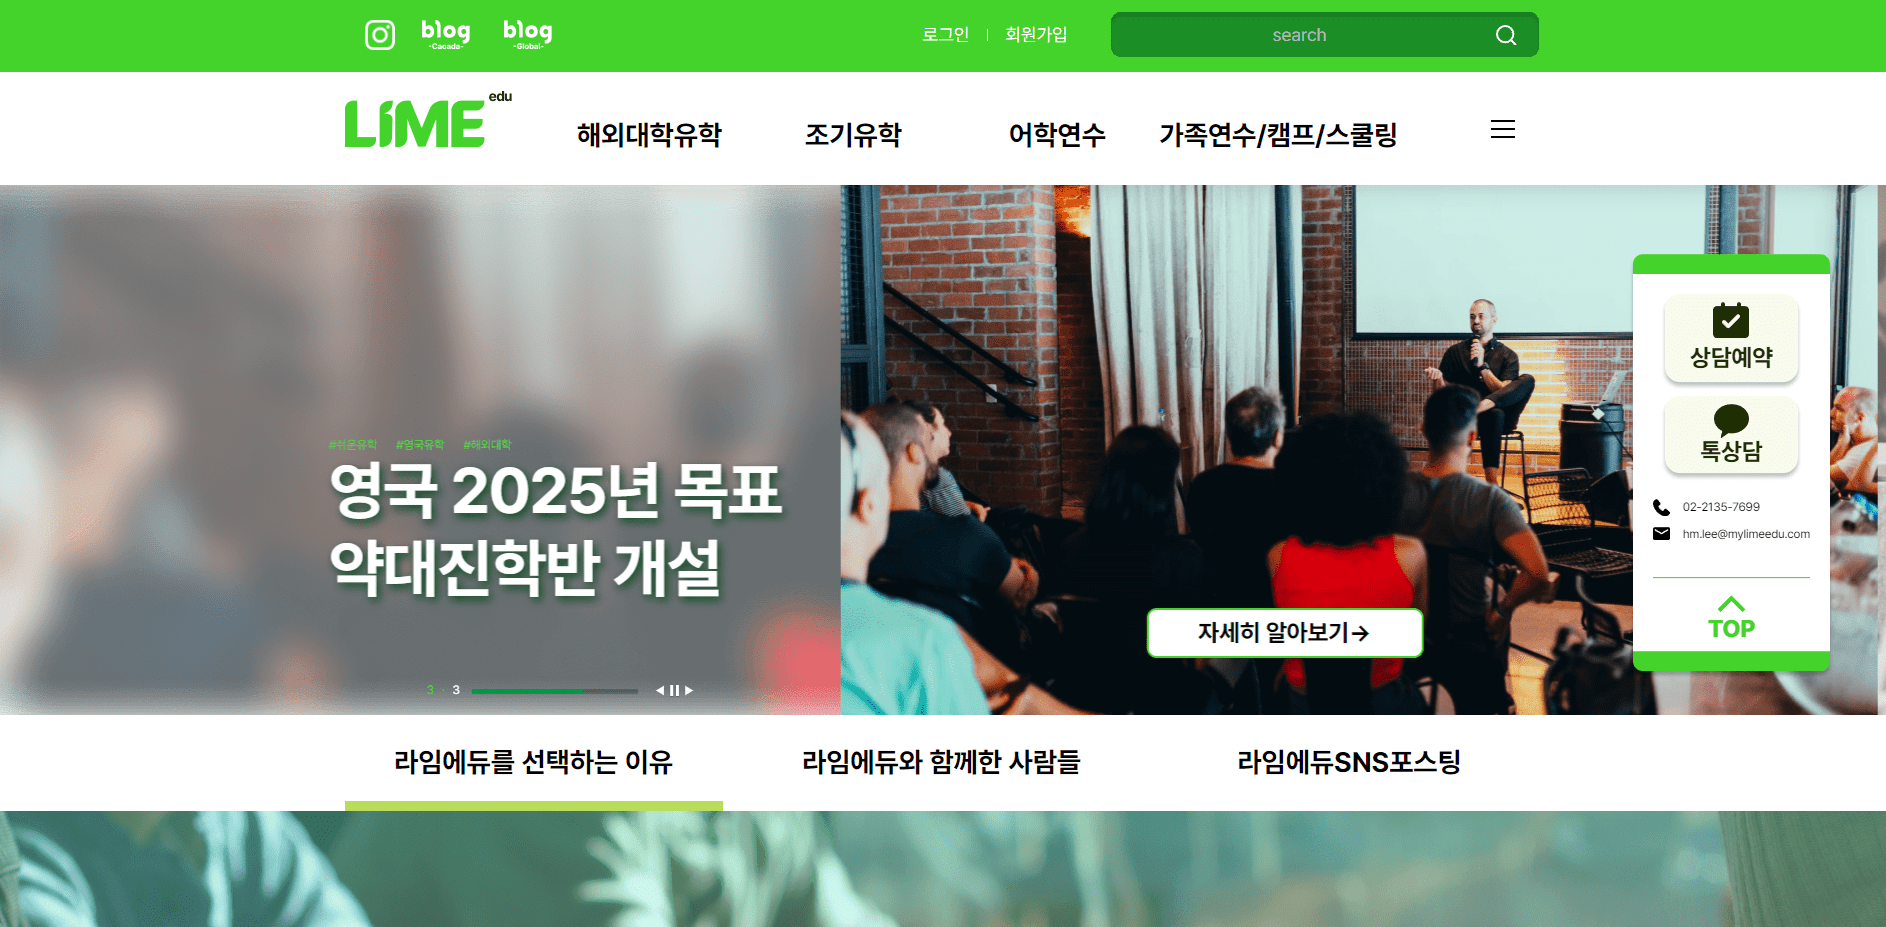 blog
-Cacada-
blog
-Global-
로그인
회원가입
search
LIME edu
해외대학유학
조기유학
어학연수
가족연수/캠프/스쿨링
#쉬운유학 #영국유학 #해외대학
영국 2025년 목표
약대진학반 개설
3 · 3
자세히 알아보기→
상담예약
톡상담
02-2135-7699
hm.lee@mylimeedu.com
TOP
라임에듀를 선택하는 이유
라임에듀와 함께한 사람들
라임에듀SNS포스팅